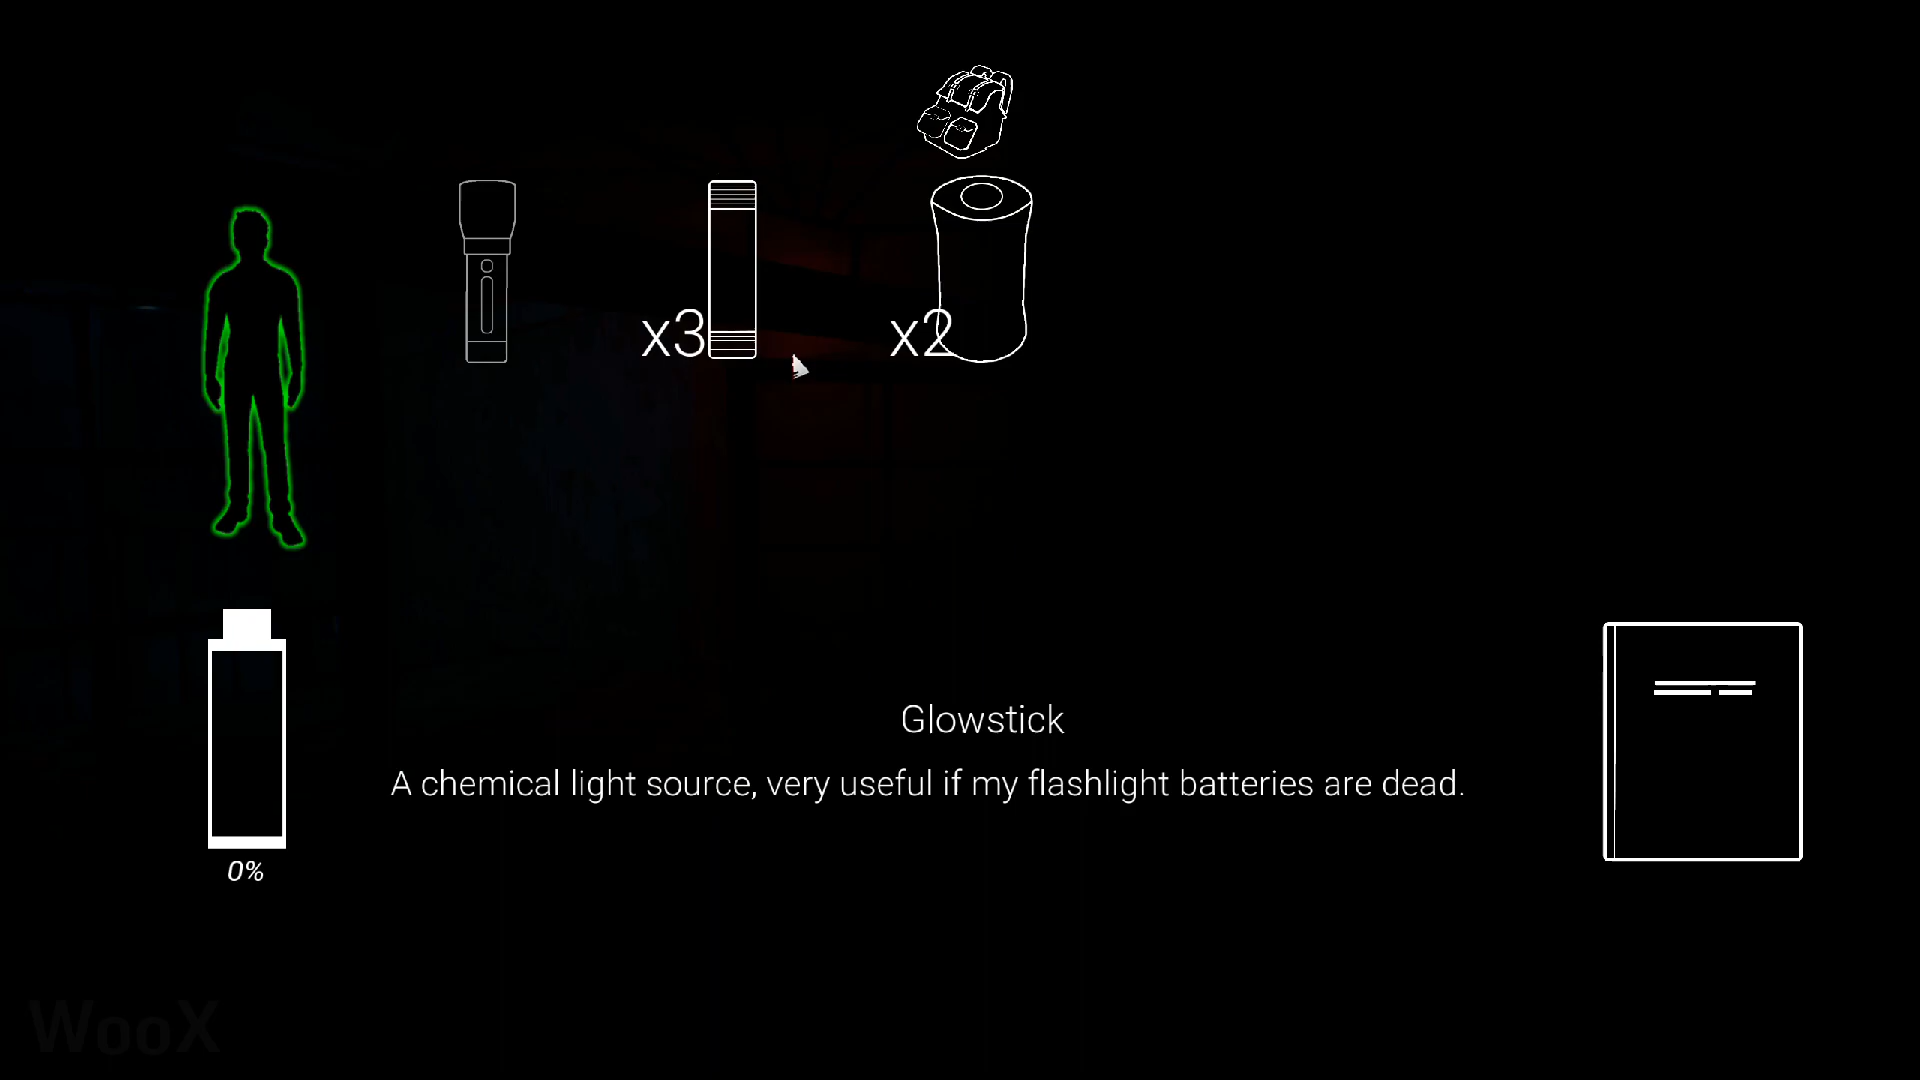 x3
x2
Glowstick
A chemical light source, very useful if my flashlight batteries are dead.
0%
WooX